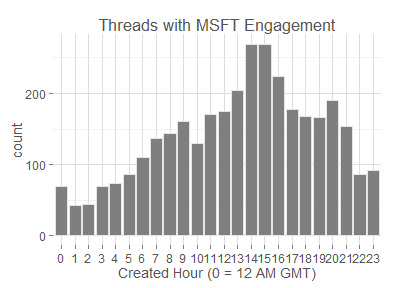 Threads with MSFT Engagement
count
200
100
0
0 1 2 3 4 5 6 7 8 9 10 11 12 13 14 15 16 17 18 19 20 21 22 23
Created Hour (0 = 12 AM GMT)